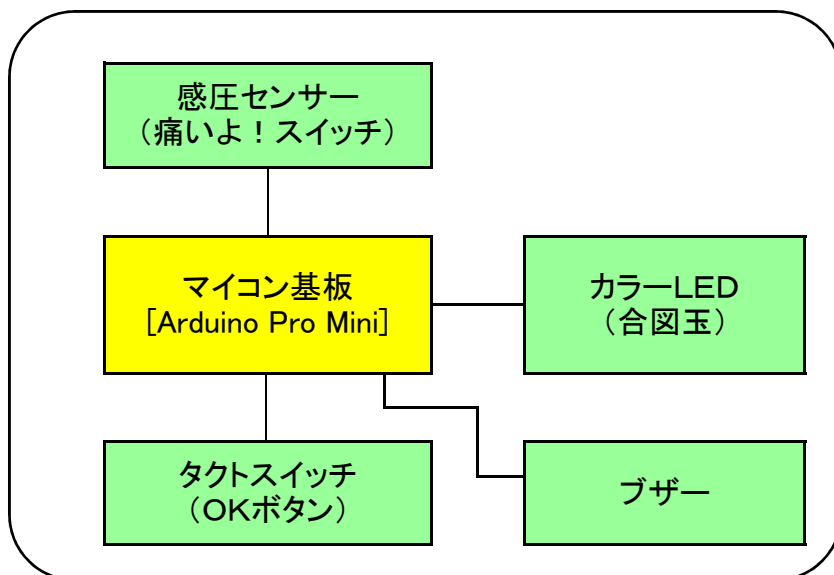 感圧センサー
（痛いよ！スイッチ）
マイコン基板
[Arduino Pro Mini]
カラーLED
（合図玉）
タクトスイッチ
（OKボタン）
ブザー